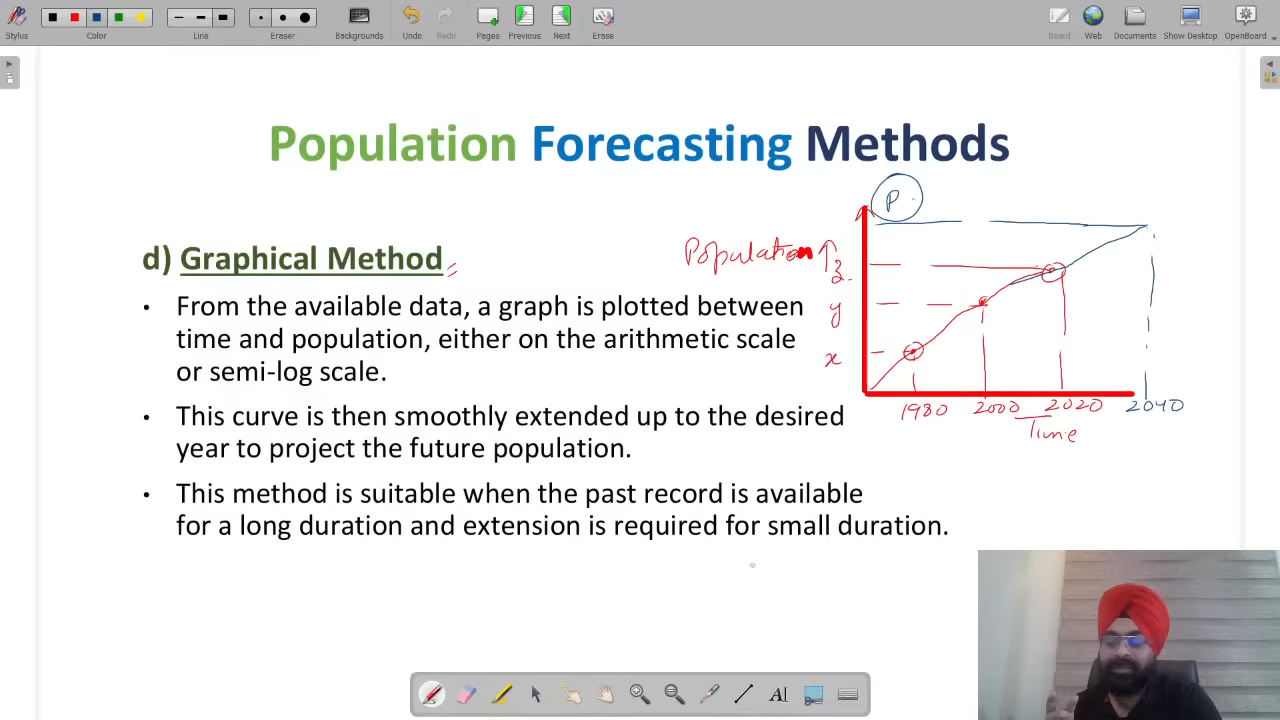 Stylus
Color
Line
Eraser
Backgrounds
Undo
Redo
Pages
Previous
Next
Erase
Board
Web
Documents
Show Desktop
OpenBoard
Population Forecasting Methods
P
d) Graphical Method
Population
z
y
x
1980 2000 2020 2040
Time
• From the available data, a graph is plotted between
time and population, either on the arithmetic scale
or semi-log scale.
• This curve is then smoothly extended up to the desired
year to project the future population.
• This method is suitable when the past record is available
for a long duration and extension is required for small duration.
AI